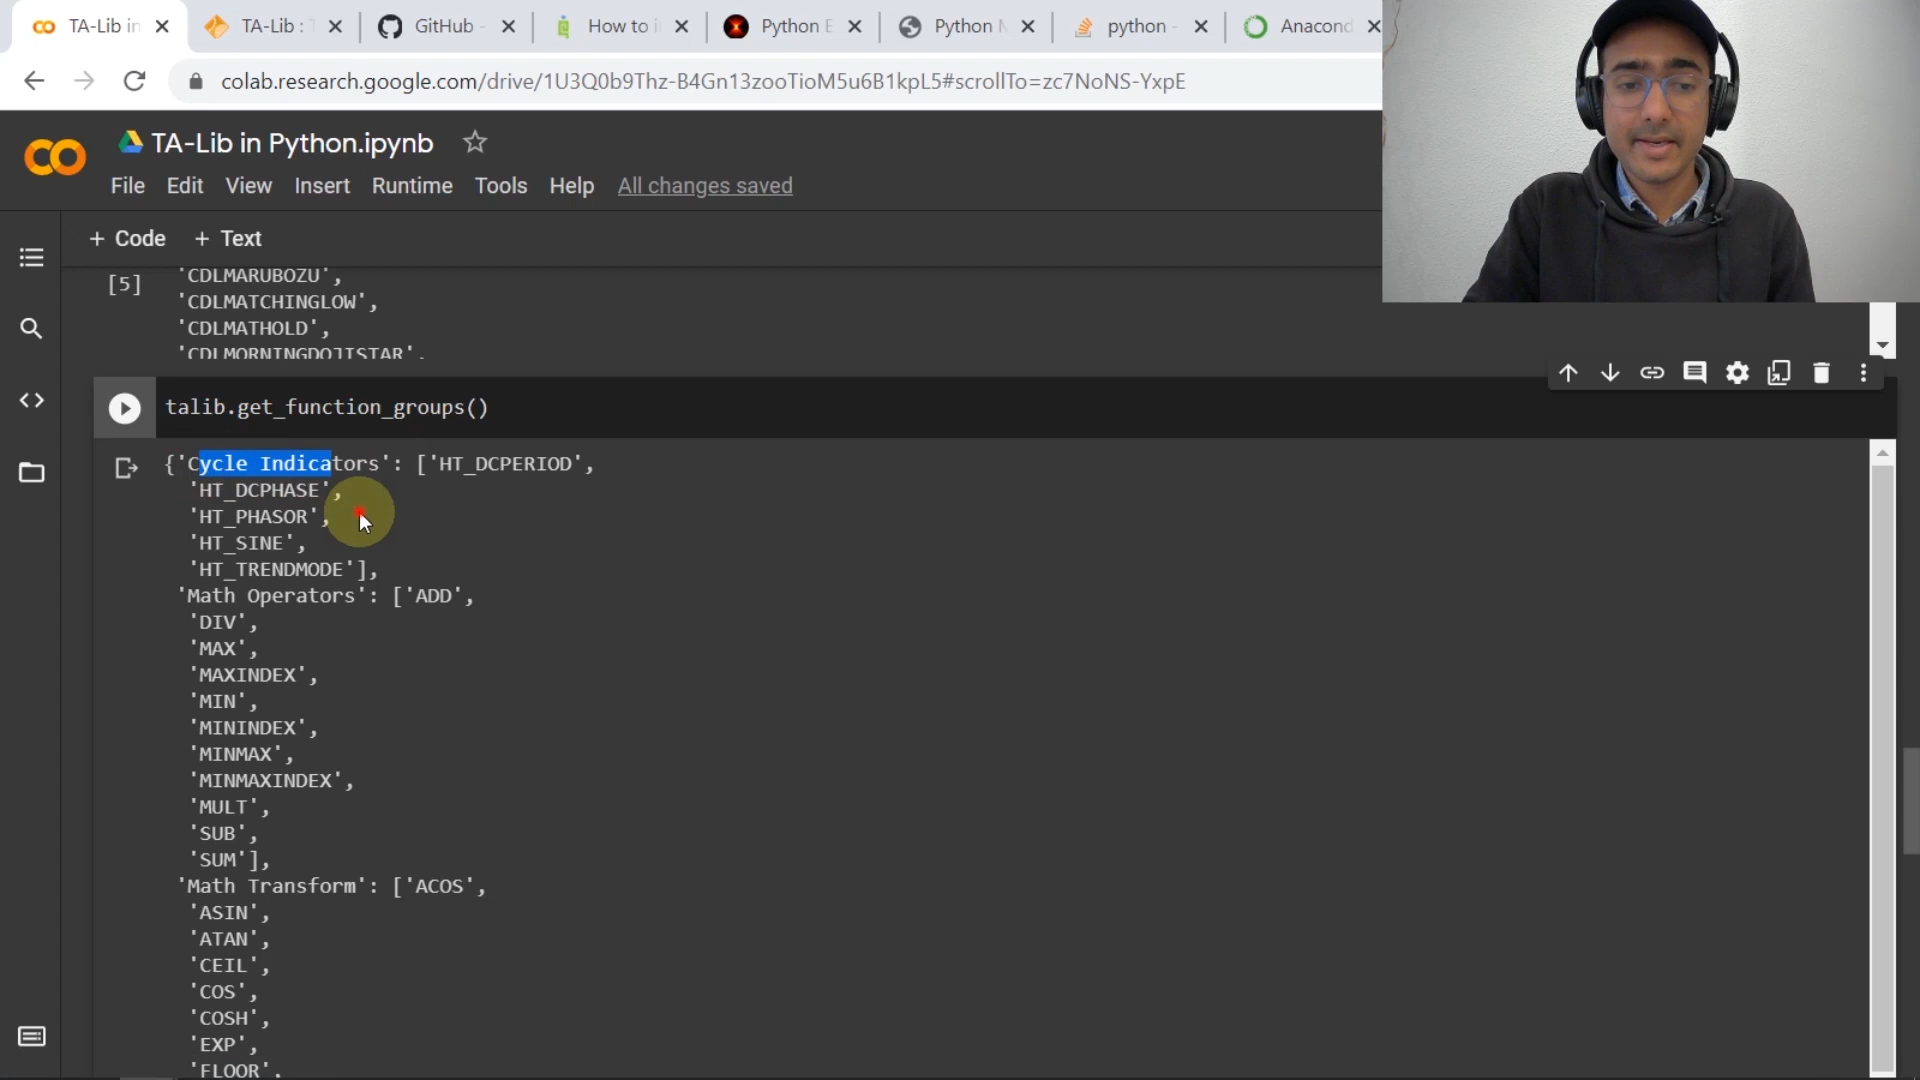 TA-Lib in
TA-Lib : T
GitHub -
How to i
Python E
Python N
python -
Anacond
colab.research.google.com/drive/1U3Q0b9Thz-B4Gn13zooTioM5u6B1kpL5#scrollTo=zc7NoNS-YxpE
TA-Lib in Python.ipynb
File Edit View Insert Runtime Tools Help All changes saved
+ Code + Text
[5]
'CDLMARUBOZU',
'CDLMATCHINGLOW',
'CDLMATHOLD',
'CDLMORNINGDOJISTAR',
talib.get_function_groups()
{'Cycle Indicators': ['HT_DCPERIOD',
'HT_DCPHASE',
'HT_PHASOR',
'HT_SINE',
'HT_TRENDMODE'],
'Math Operators': ['ADD',
'DIV',
'MAX',
'MAXINDEX',
'MIN',
'MININDEX',
'MINMAX',
'MINMAXINDEX',
'MULT',
'SUB',
'SUM'],
'Math Transform': ['ACOS',
'ASIN',
'ATAN',
'CEIL',
'COS',
'COSH',
'EXP',
'FLOOR',